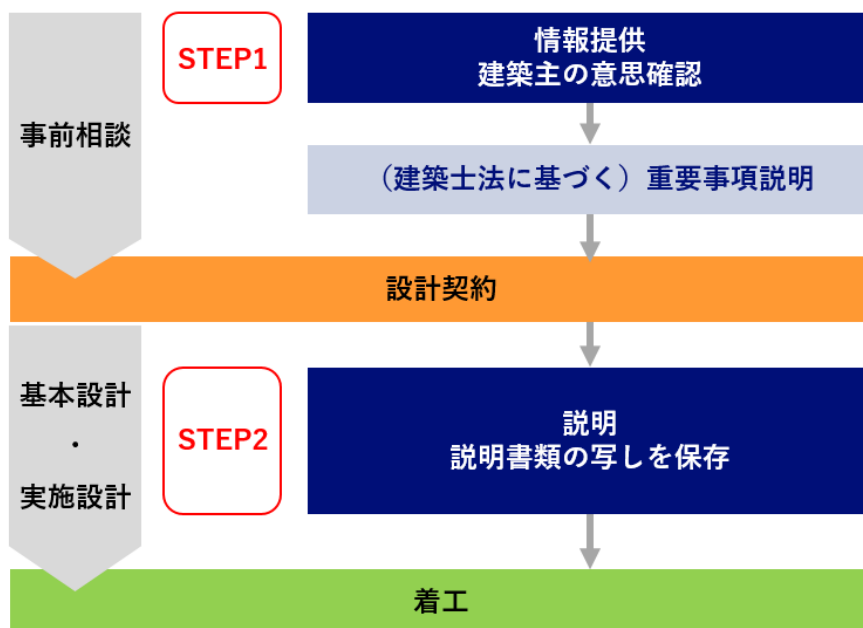 STEP1
情報提供
建築主の意思確認
事前相談
（建築士法に基づく）重要事項説明
設計契約
基本設計
・
実施設計
STEP2
説明
説明書類の写しを保存
着工